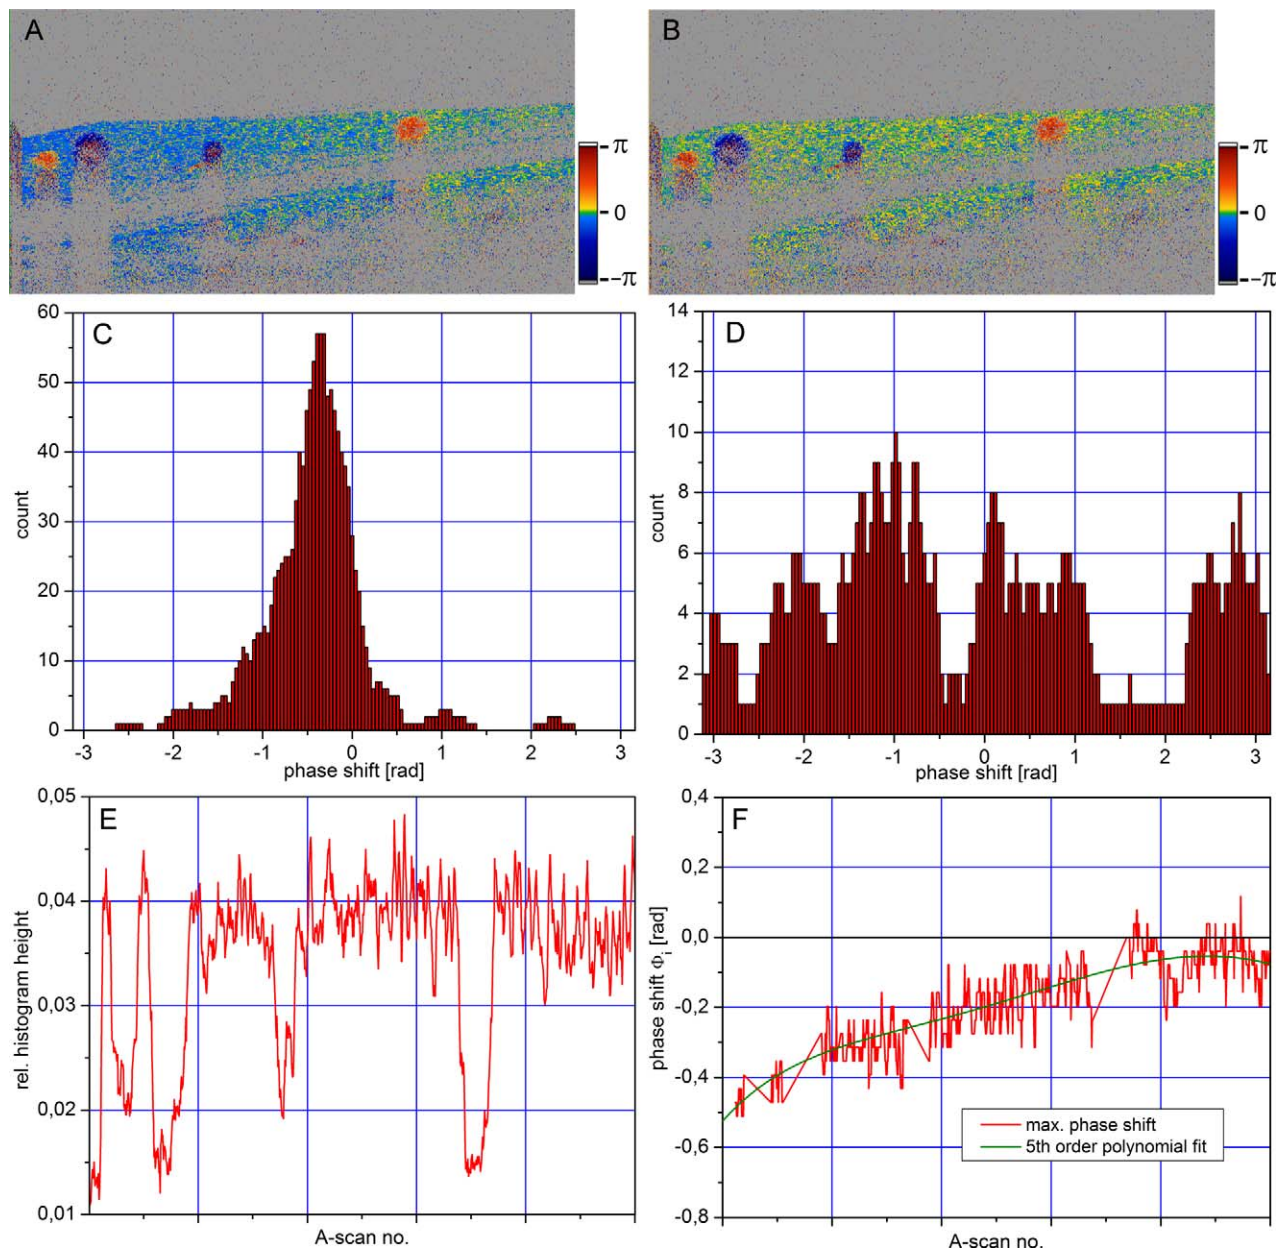 A
π
0
-π
B
π
0
-π
C
60
50
40
30
20
10
0
count
-3 -2 -1 0 1 2 3
phase shift [rad]
D
14
12
10
8
6
4
2
0
count
-3 -2 -1 0 1 2 3
phase shift [rad]
E
0,05
0,04
0,03
0,02
0,01
rel. histogram height
A-scan no.
F
0,4
0,2
0,0
-0,2
-0,4
-0,6
-0,8
phase shift Φi [rad]
max. phase shift
5th order polynomial fit
A-scan no.